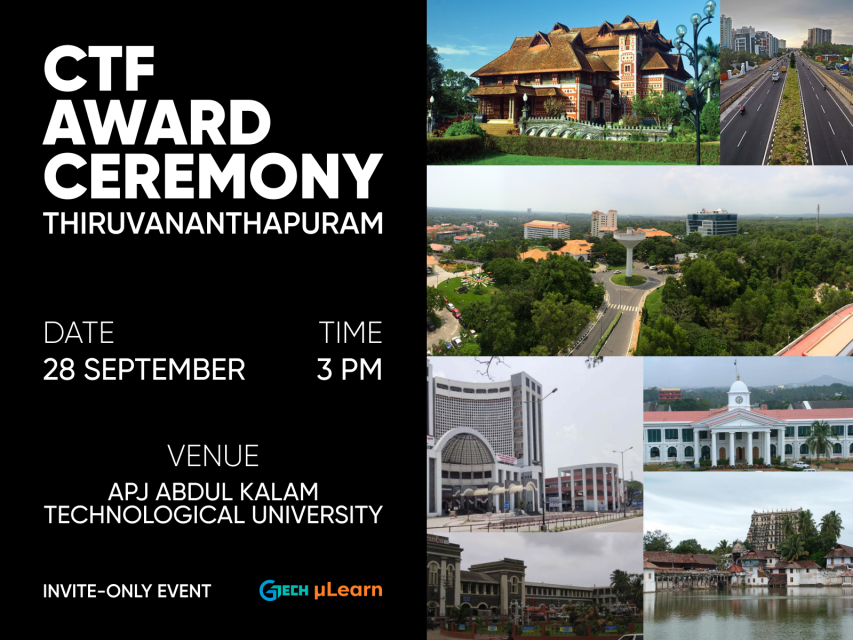 CTF
AWARD
CEREMONY
THIRUVANANTHAPURAM
DATE
28 SEPTEMBER
TIME
3 PM
VENUE
APJ ABDUL KALAM
TECHNOLOGICAL UNIVERSITY
INVITE-ONLY EVENT
GTECH µLearn